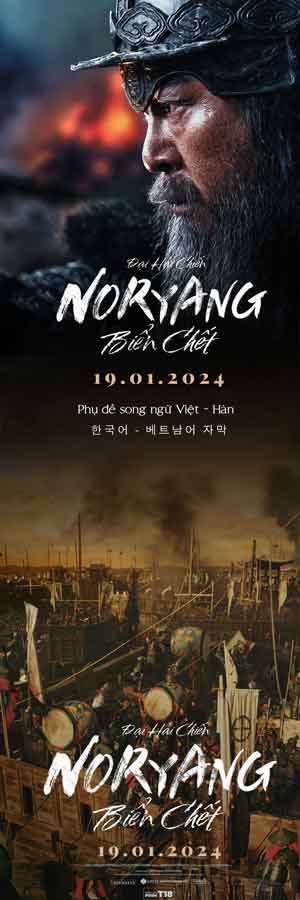 Đại Hải Chiến
NORYANG
Biển Chết
19.01.2024
Phụ đề song ngữ Việt - Hàn
한국어 - 베트남어 자막
Đại Hải Chiến
NORYANG
Biển Chết
19.01.2024
T18